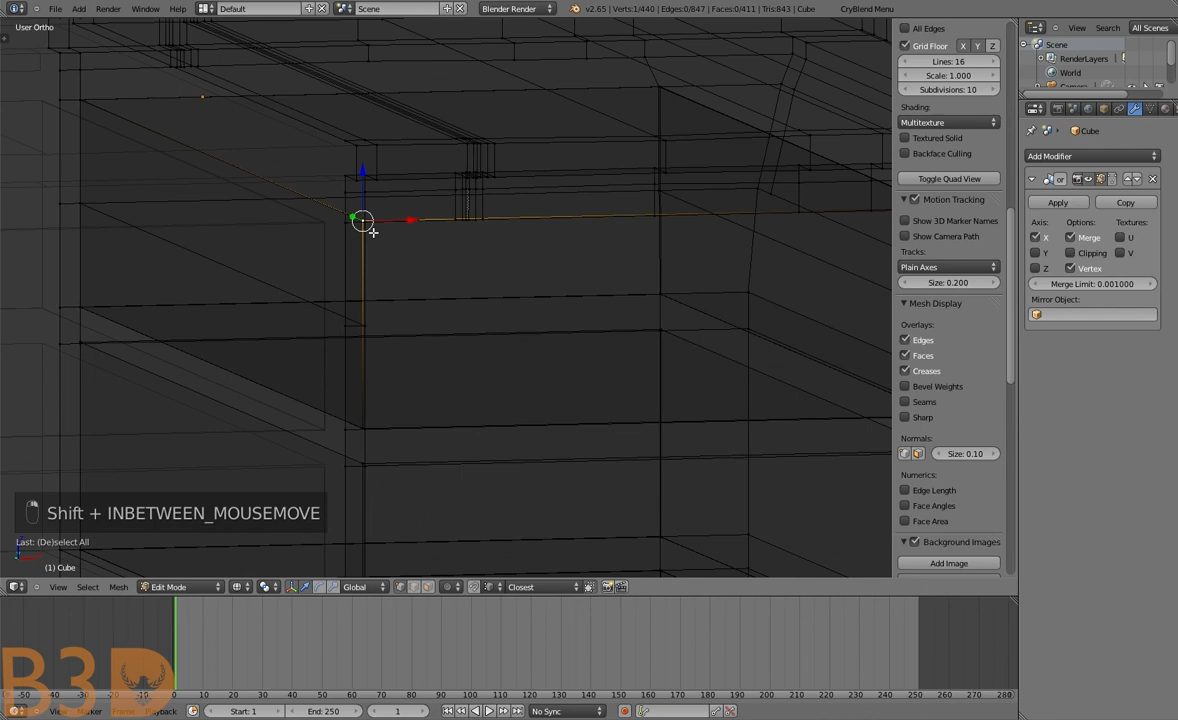 File Add Render Window Help Default Scene Blender Render v2.65 | Verts:1/440 | Edges:0/847 | Faces:0/411 | Tris:843 | Cube CryBlend Menu
User Ortho
All Edges
Grid Floor X Y Z
Lines: 16
Scale: 1.000
Subdivisions: 10
Shading:
Multitexture
Textured Solid
Backface Culling
Toggle Quad View
Motion Tracking
Show 3D Marker Names
Show Camera Path
Tracks:
Plain Axes
Size: 0.200
Mesh Display
Overlays:
Edges
Faces
Creases
Bevel Weights
Seams
Sharp
Normals:
Size: 0.10
Numerics:
Edge Length
Face Angles
Face Area
Background Images
Add Image
View Search All Scenes
Scene
RenderLayers
World
Camera
Cube
Add Modifier
or
Apply Copy
Axis: Options: Textures:
X Merge U
Y Clipping V
Z Vertex
Merge Limit: 0.001000
Mirror Object:
Shift + INBETWEEN_MOUSEMOVE
Last: (De)select All
(1) Cube
View Select Mesh Edit Mode Global Closest
B3D
-50 -40 -30 -20 -10 0 10 20 30 40 50 60 70 80 90 100 110 120 130 140 150 160 170 180 190 200 210 220 230 240 250 260 270 280
View Marker Frame Playback Start: 1 End: 250 1 No Sync